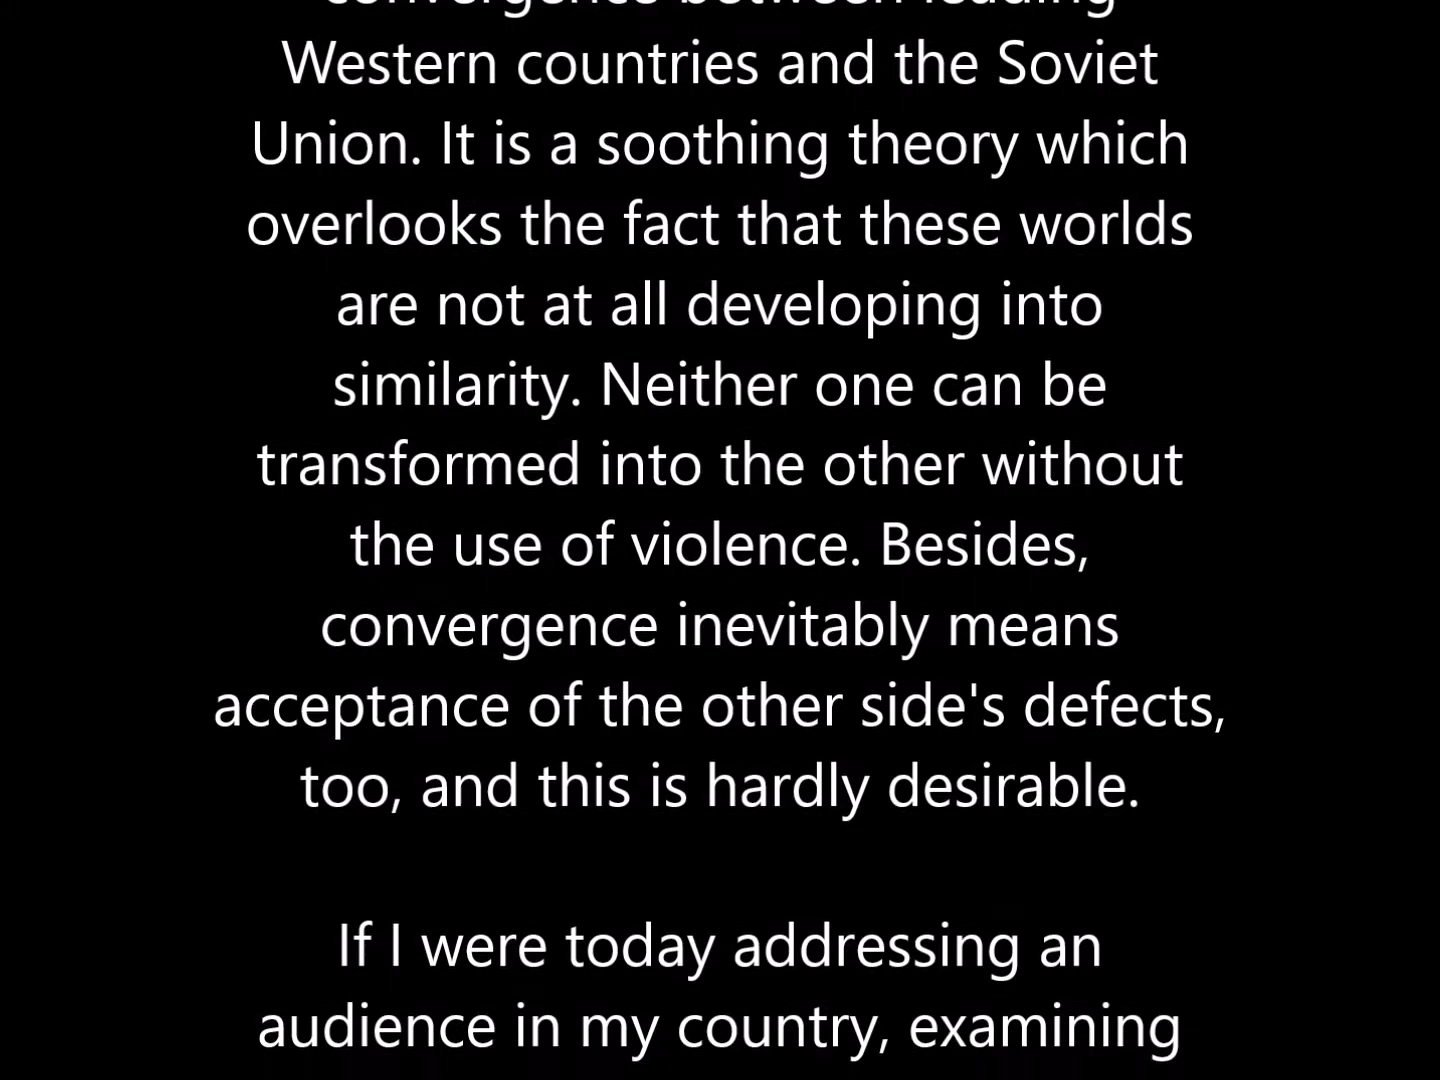 convergence between leading
Western countries and the Soviet
Union. It is a soothing theory which
overlooks the fact that these worlds
are not at all developing into
similarity. Neither one can be
transformed into the other without
the use of violence. Besides,
convergence inevitably means
acceptance of the other side's defects,
too, and this is hardly desirable.
If I were today addressing an
audience in my country, examining